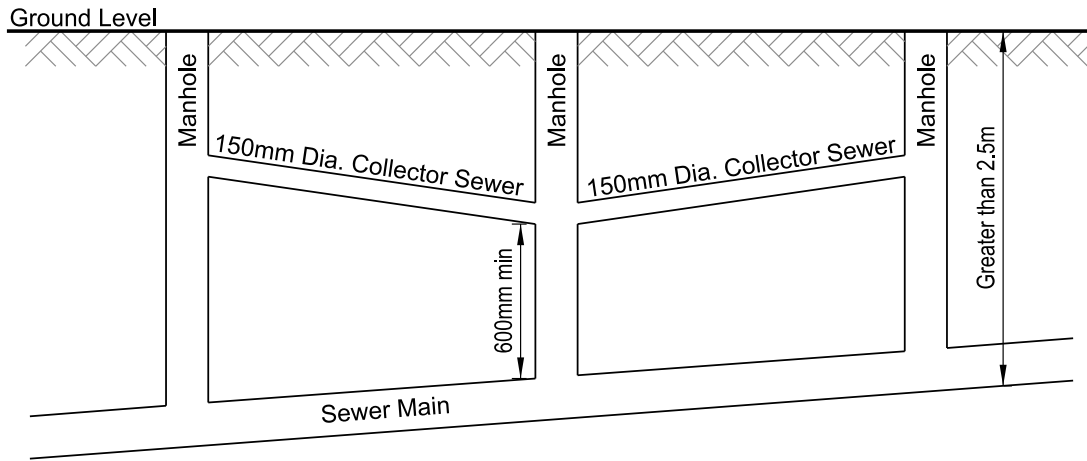 Ground Level
Manhole
150mm Dia. Collector Sewer
Manhole
150mm Dia. Collector Sewer
Manhole
Greater than 2.5m
600mm min
Sewer Main